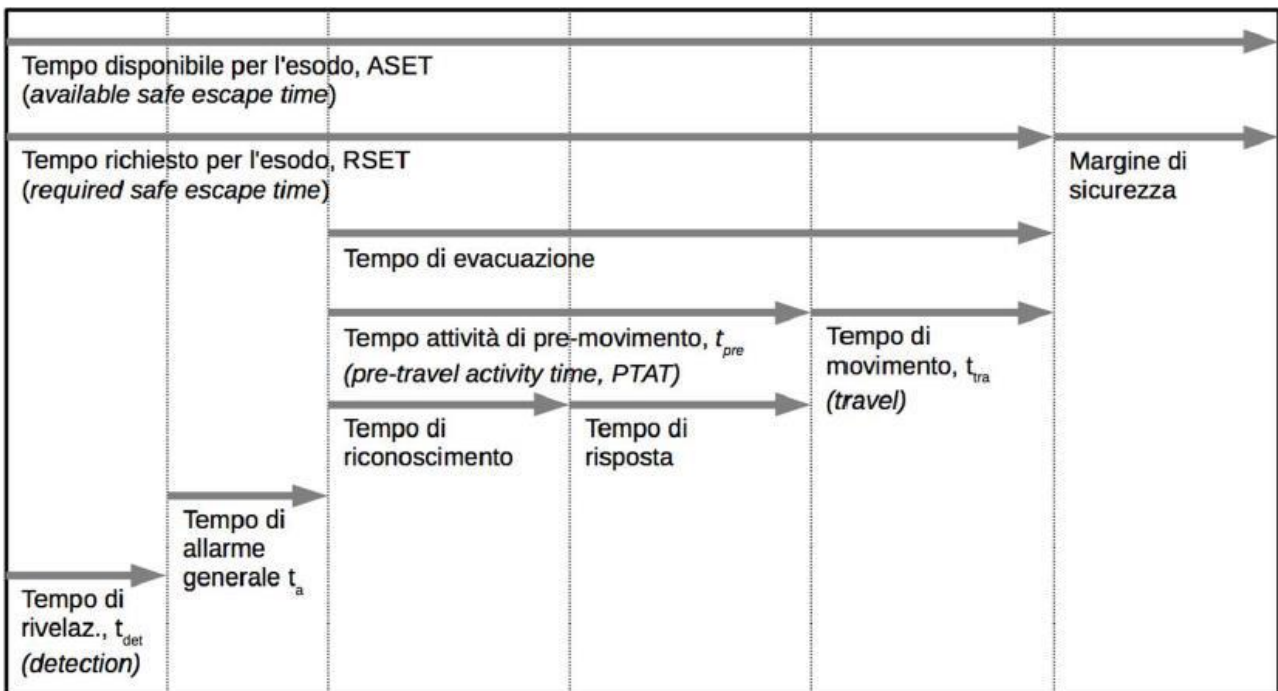 Tempo disponibile per l'esodo, ASET
(available safe escape time)
Tempo richiesto per l'esodo, RSET
(required safe escape time)
Margine di
sicurezza
Tempo di evacuazione
Tempo attività di pre-movimento, tpre
(pre-travel activity time, PTAT)
Tempo di
movimento, ttra
(travel)
Tempo di
riconoscimento
Tempo di
risposta
Tempo di
allarme
generale ta
Tempo di
rivelaz., tdet
(detection)